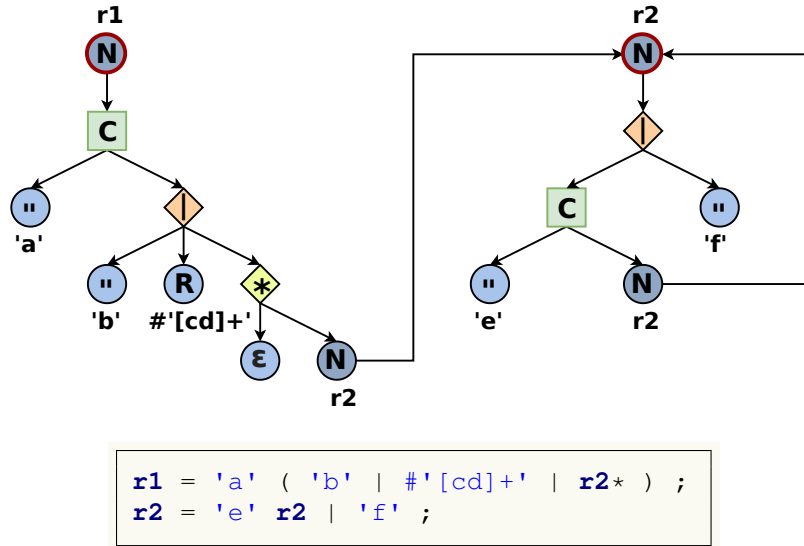 r1 r2
N N
C |
" | C "
'a' 'f'
" R * " N
'b' #'[cd]+' 'e' r2
ε N
r2
r1 = 'a' ( 'b' | #'[cd]+' | r2* ) ;
r2 = 'e' r2 | 'f' ;